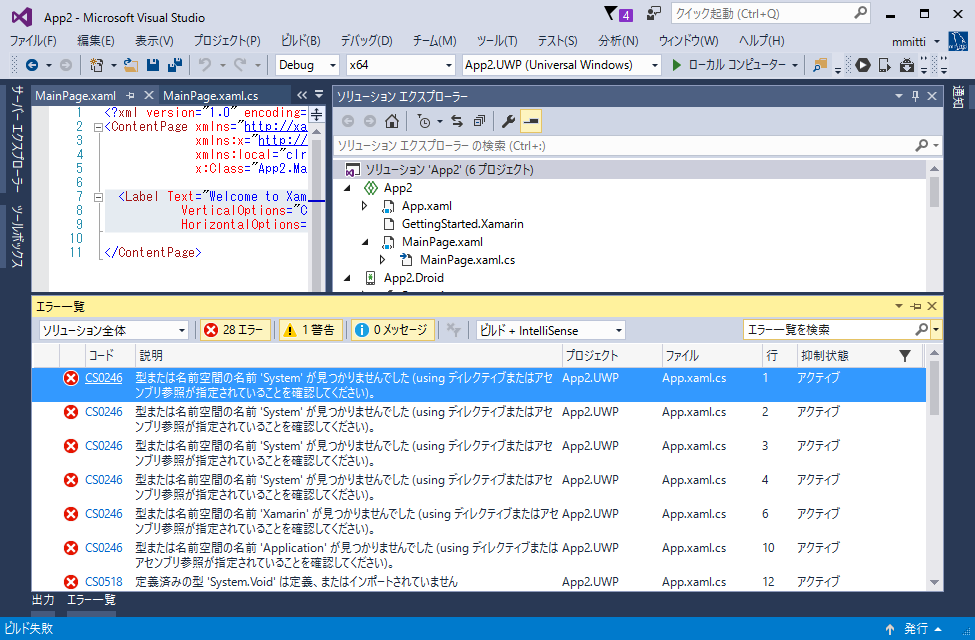 App2 - Microsoft Visual Studio
4
クイック起動 (Ctrl+Q)
ファイル(F) 編集(E) 表示(V) プロジェクト(P) ビルド(B) デバッグ(D) チーム(M) ツール(T) テスト(S) 分析(N) ウィンドウ(W) ヘルプ(H) mmitti
Debug x64 App2.UWP (Universal Windows) ローカル コンピューター
サーバー エクスプローラー
ツールボックス
MainPage.xaml MainPage.xaml.cs
1 <?xml version="1.0" encoding=
2 <ContentPage xmlns="http://xa
3 xmlns:x="http://
4 xmlns:local="clr
5 x:Class="App2.Ma
6
7 <Label Text="Welcome to Xam
8 VerticalOptions="C
9 HorizontalOptions=
10
11 </ContentPage>
ソリューション エクスプローラー
ソリューション エクスプローラー の検索 (Ctrl+:)
ソリューション 'App2' (6 プロジェクト)
App2
App.xaml
GettingStarted.Xamarin
MainPage.xaml
MainPage.xaml.cs
App2.Droid
通知
エラー一覧
ソリューション全体 28 エラー 1 警告 0 メッセージ ビルド + IntelliSense エラー一覧を検索
コード 説明 プロジェクト ファイル 行 抑制状態
CS0246 型または名前空間の名前 'System' が見つかりませんでした (using ディレクティブまたはアセ App2.UWP App.xaml.cs 1 アクティブ
ンブリ参照が指定されていることを確認してください)。
CS0246 型または名前空間の名前 'System' が見つかりませんでした (using ディレクティブまたはアセ App2.UWP App.xaml.cs 2 アクティブ
ンブリ参照が指定されていることを確認してください)。
CS0246 型または名前空間の名前 'System' が見つかりませんでした (using ディレクティブまたはアセ App2.UWP App.xaml.cs 3 アクティブ
ンブリ参照が指定されていることを確認してください)。
CS0246 型または名前空間の名前 'System' が見つかりませんでした (using ディレクティブまたはアセ App2.UWP App.xaml.cs 4 アクティブ
ンブリ参照が指定されていることを確認してください)。
CS0246 型または名前空間の名前 'Xamarin' が見つかりませんでした (using ディレクティブまたはアセ App2.UWP App.xaml.cs 6 アクティブ
ンブリ参照が指定されていることを確認してください)。
CS0246 型または名前空間の名前 'Application' が見つかりませんでした (using ディレクティブまたは App2.UWP App.xaml.cs 10 アクティブ
アセンブリ参照が指定されていることを確認してください)。
CS0518 定義済みの型 'System.Void' は定義、またはインポートされていません App2.UWP App.xaml.cs 12 アクティブ
出力 エラー一覧
ビルド失敗 発行